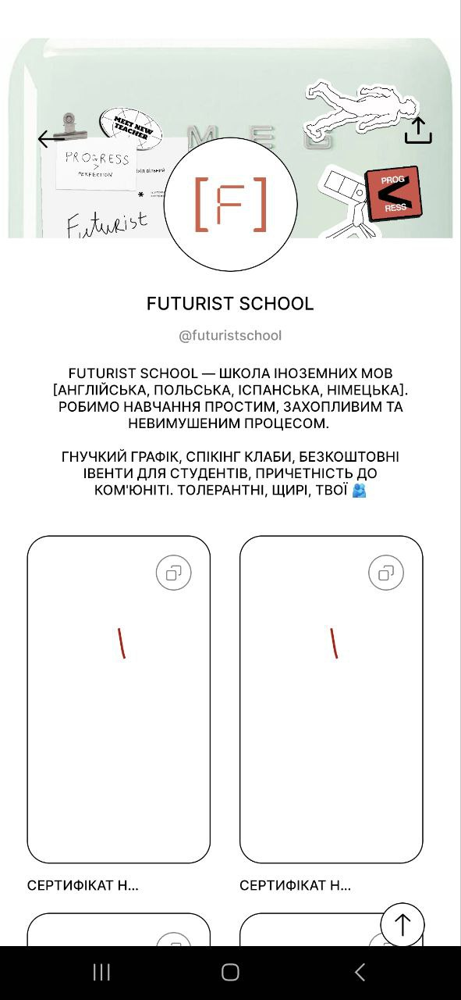 MEET NEW
TEACHER
MEG
PROGRESS
>
PERFECTION
вільний
*
Futurist
PROG
RESS
[F]
FUTURIST SCHOOL
@futuristschool
FUTURIST SCHOOL — ШКОЛА ІНОЗЕМНИХ МОВ
[АНГЛІЙСЬКА, ПОЛЬСЬКА, ІСПАНСЬКА, НІМЕЦЬКА].
РОБИМО НАВЧАННЯ ПРОСТИМ, ЗАХОПЛИВИМ ТА
НЕВИМУШЕНИМ ПРОЦЕСОМ.
ГНУЧКИЙ ГРАФІК, СПІКІНГ КЛАБИ, БЕЗКОШТОВНІ
ІВЕНТИ ДЛЯ СТУДЕНТІВ, ПРИЧЕТНІСТЬ ДО
КОМ'ЮНІТІ. ТОЛЕРАНТНІ, ЩИРІ, ТВОЇ 🫂
СЕРТИФІКАТ Н...
СЕРТИФІКАТ Н...